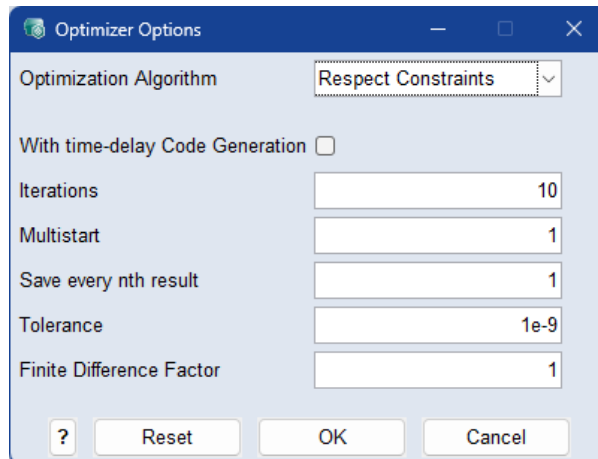 Optimizer Options
Optimization Algorithm Respect Constraints
With time-delay Code Generation
Iterations 10
Multistart 1
Save every nth result 1
Tolerance 1e-9
Finite Difference Factor 1
? Reset OK Cancel